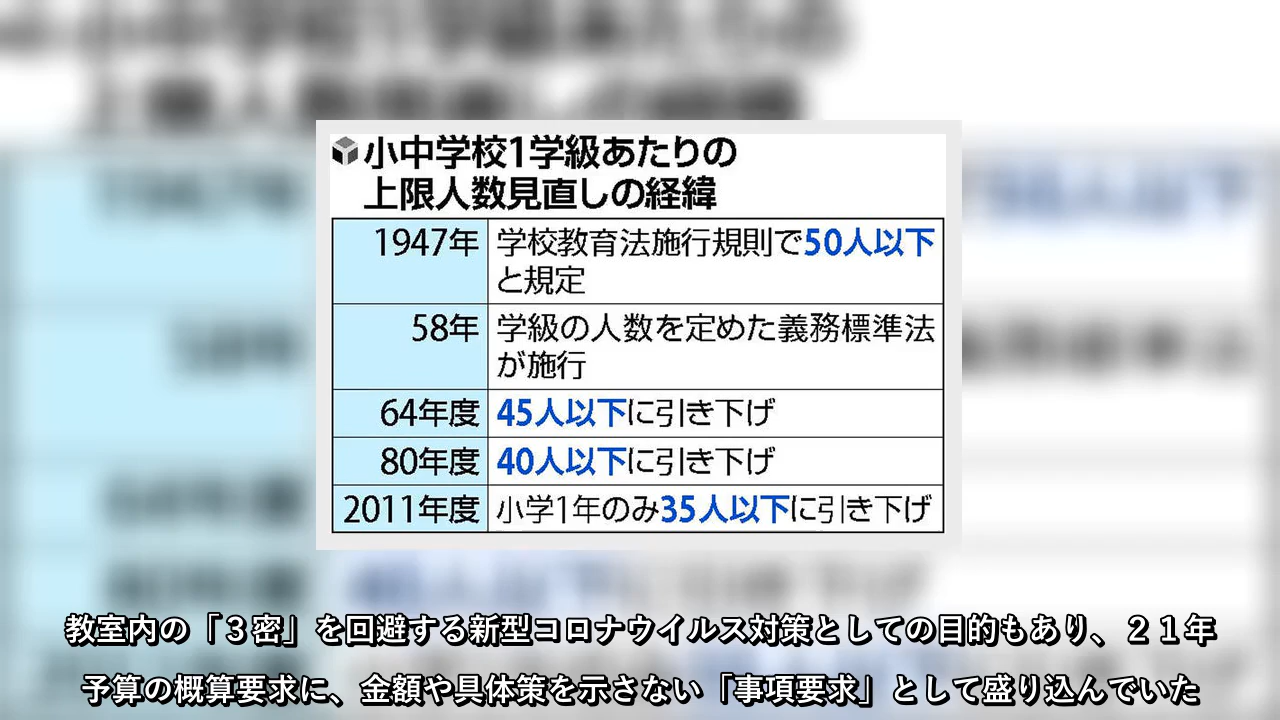 小中学校1学級あたりの
上限人数見直しの経緯
1947年 学校教育法施行規則で50人以下
と規定
58年 学級の人数を定めた義務標準法
が施行
64年度 45人以下に引き下げ
80年度 40人以下に引き下げ
2011年度 小学1年のみ35人以下に引き下げ
教室内の「３密」を回避する新型コロナウイルス対策としての目的もあり、２１年
予算の概算要求に、金額や具体策を示さない「事項要求」として盛り込んでいた